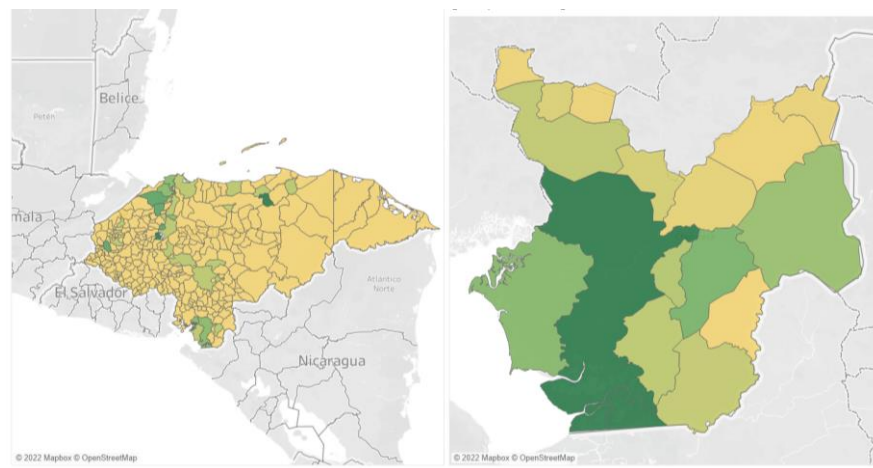 Belice
Petén
mala
El Salvador
Atlántico
Norte
Nicaragua
© 2022 Mapbox © OpenStreetMap
© 2022 Mapbox © OpenStreetMap